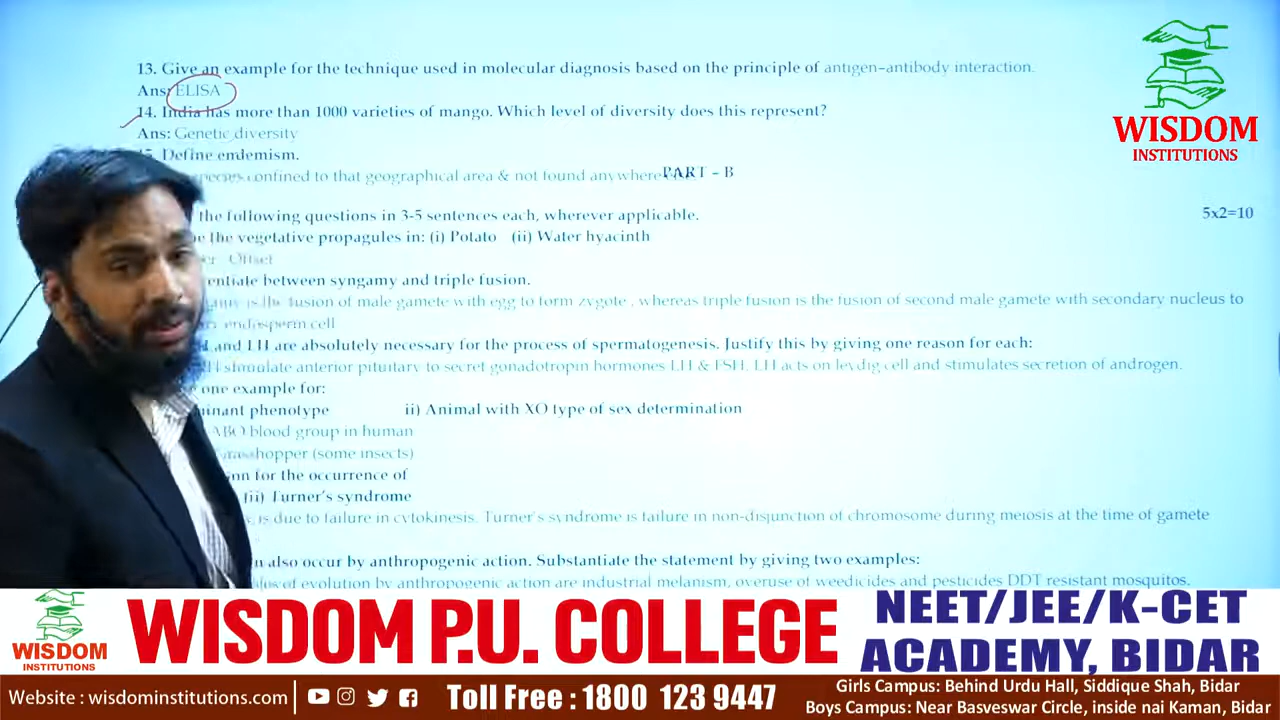 13. Give an example for the technique used in molecular diagnosis based on the principle of antigen–antibody interaction.
Ans: ELISA
14. India has more than 1000 varieties of mango. Which level of diversity does this represent?
Ans: Genetic diversity
Define endemism.
species confined to that geographical area & not found anywhere
PART – B
the following questions in 3-5 sentences each, wherever applicable.
5x2=10
the vegetative propagules in: (i) Potato (ii) Water hyacinth
Offset
entiate between syngamy and triple fusion.
is the fusion of male gamete with egg to form zygote , whereas triple fusion is the fusion of second male gamete with secondary nucleus to
endosperm cell
and LH are absolutely necessary for the process of spermatogenesis. Justify this by giving one reason for each:
stimulate anterior pituitary to secret gonadotropin hormones LH & FSH. LH acts on leydig cell and stimulates secretion of androgen.
one example for:
minant phenotype ii) Animal with XO type of sex determination
ABO blood group in human
rasshopper (some insects)
on for the occurrence of
(ii) Turner's syndrome
is due to failure in cytokinesis. Turner's syndrome is failure in non-disjunction of chromosome during meiosis at the time of gamete
also occur by anthropogenic action. Substantiate the statement by giving two examples:
of evolution by anthropogenic action are industrial melanism, overuse of weedicides and pesticides DDT resistant mosquitos.
WISDOM
INSTITUTIONS
WISDOM
INSTITUTIONS
WISDOM P.U. COLLEGE
NEET/JEE/K-CET
ACADEMY, BIDAR
Website : wisdominstitutions.com
Toll Free : 1800 123 9447
Girls Campus: Behind Urdu Hall, Siddique Shah, Bidar
Boys Campus: Near Basveswar Circle, inside nai Kaman, Bidar